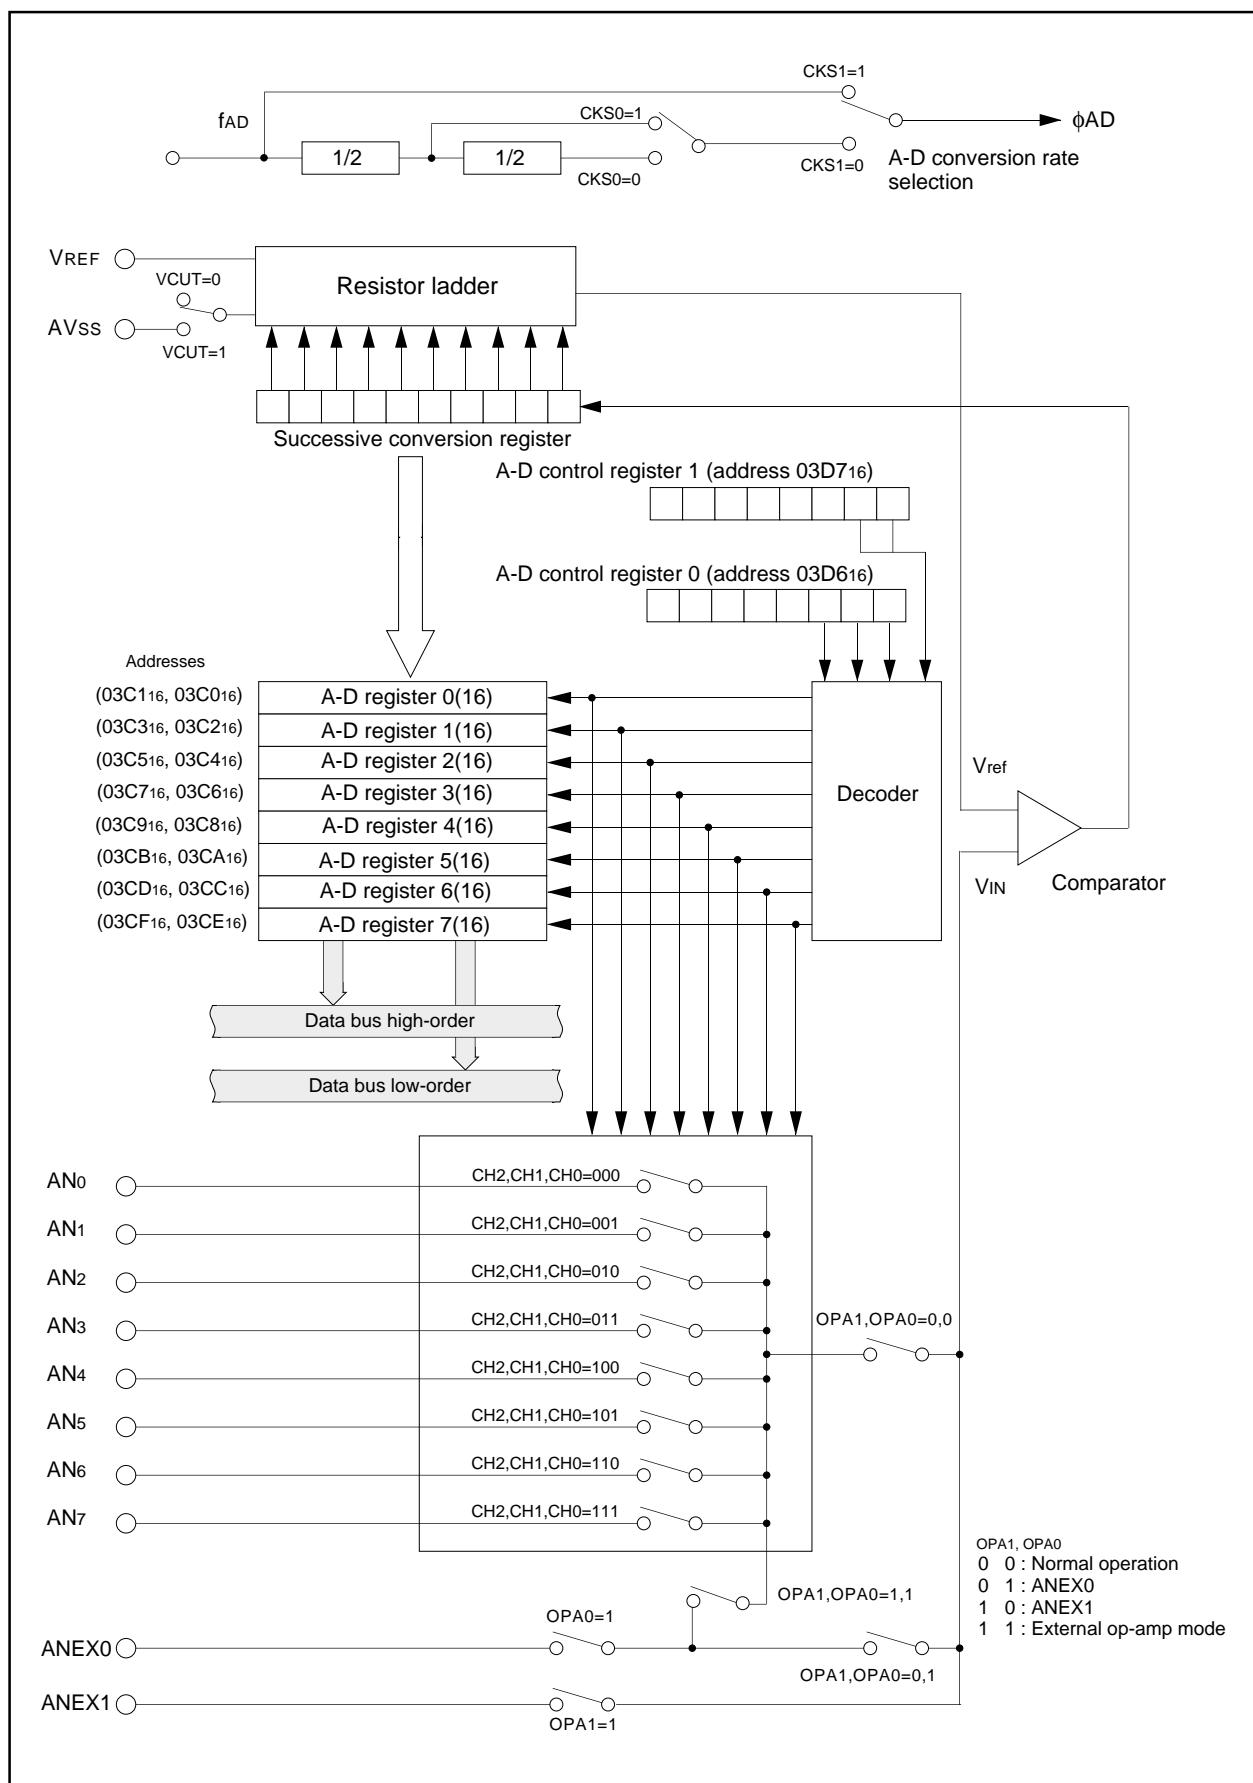 CKS1=1
fAD
CKS0=1
φAD
1/2
1/2
CKS0=0
CKS1=0
A-D conversion rate
selection
VREF
VCUT=0
Resistor ladder
AVSS
VCUT=1
Successive conversion register
A-D control register 1 (address 03D716)
A-D control register 0 (address 03D616)
Addresses
(03C116, 03C016)
A-D register 0(16)
(03C316, 03C216)
A-D register 1(16)
(03C516, 03C416)
A-D register 2(16)
(03C716, 03C616)
A-D register 3(16)
(03C916, 03C816)
A-D register 4(16)
(03CB16, 03CA16)
A-D register 5(16)
(03CD16, 03CC16)
A-D register 6(16)
(03CF16, 03CE16)
A-D register 7(16)
Decoder
Vref
VIN
Comparator
Data bus high-order
Data bus low-order
AN0
CH2,CH1,CH0=000
AN1
CH2,CH1,CH0=001
AN2
CH2,CH1,CH0=010
AN3
CH2,CH1,CH0=011
OPA1,OPA0=0,0
AN4
CH2,CH1,CH0=100
AN5
CH2,CH1,CH0=101
AN6
CH2,CH1,CH0=110
AN7
CH2,CH1,CH0=111
OPA1, OPA0
0 0 : Normal operation
0 1 : ANEX0
1 0 : ANEX1
1 1 : External op-amp mode
OPA1,OPA0=1,1
OPA0=1
ANEX0
OPA1,OPA0=0,1
ANEX1
OPA1=1